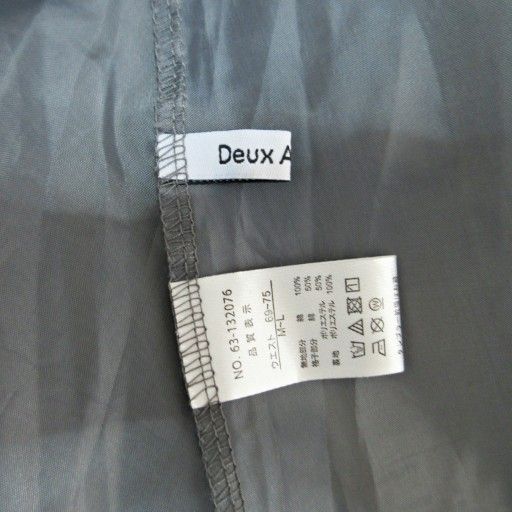 Deux A
NO. 63-132076
品質表示
ウエスト 69~75
M~L
無地部分 綿 100%
格子部分 綿 50%
ポリエステル 50%
裏地 ポリエステル 100%